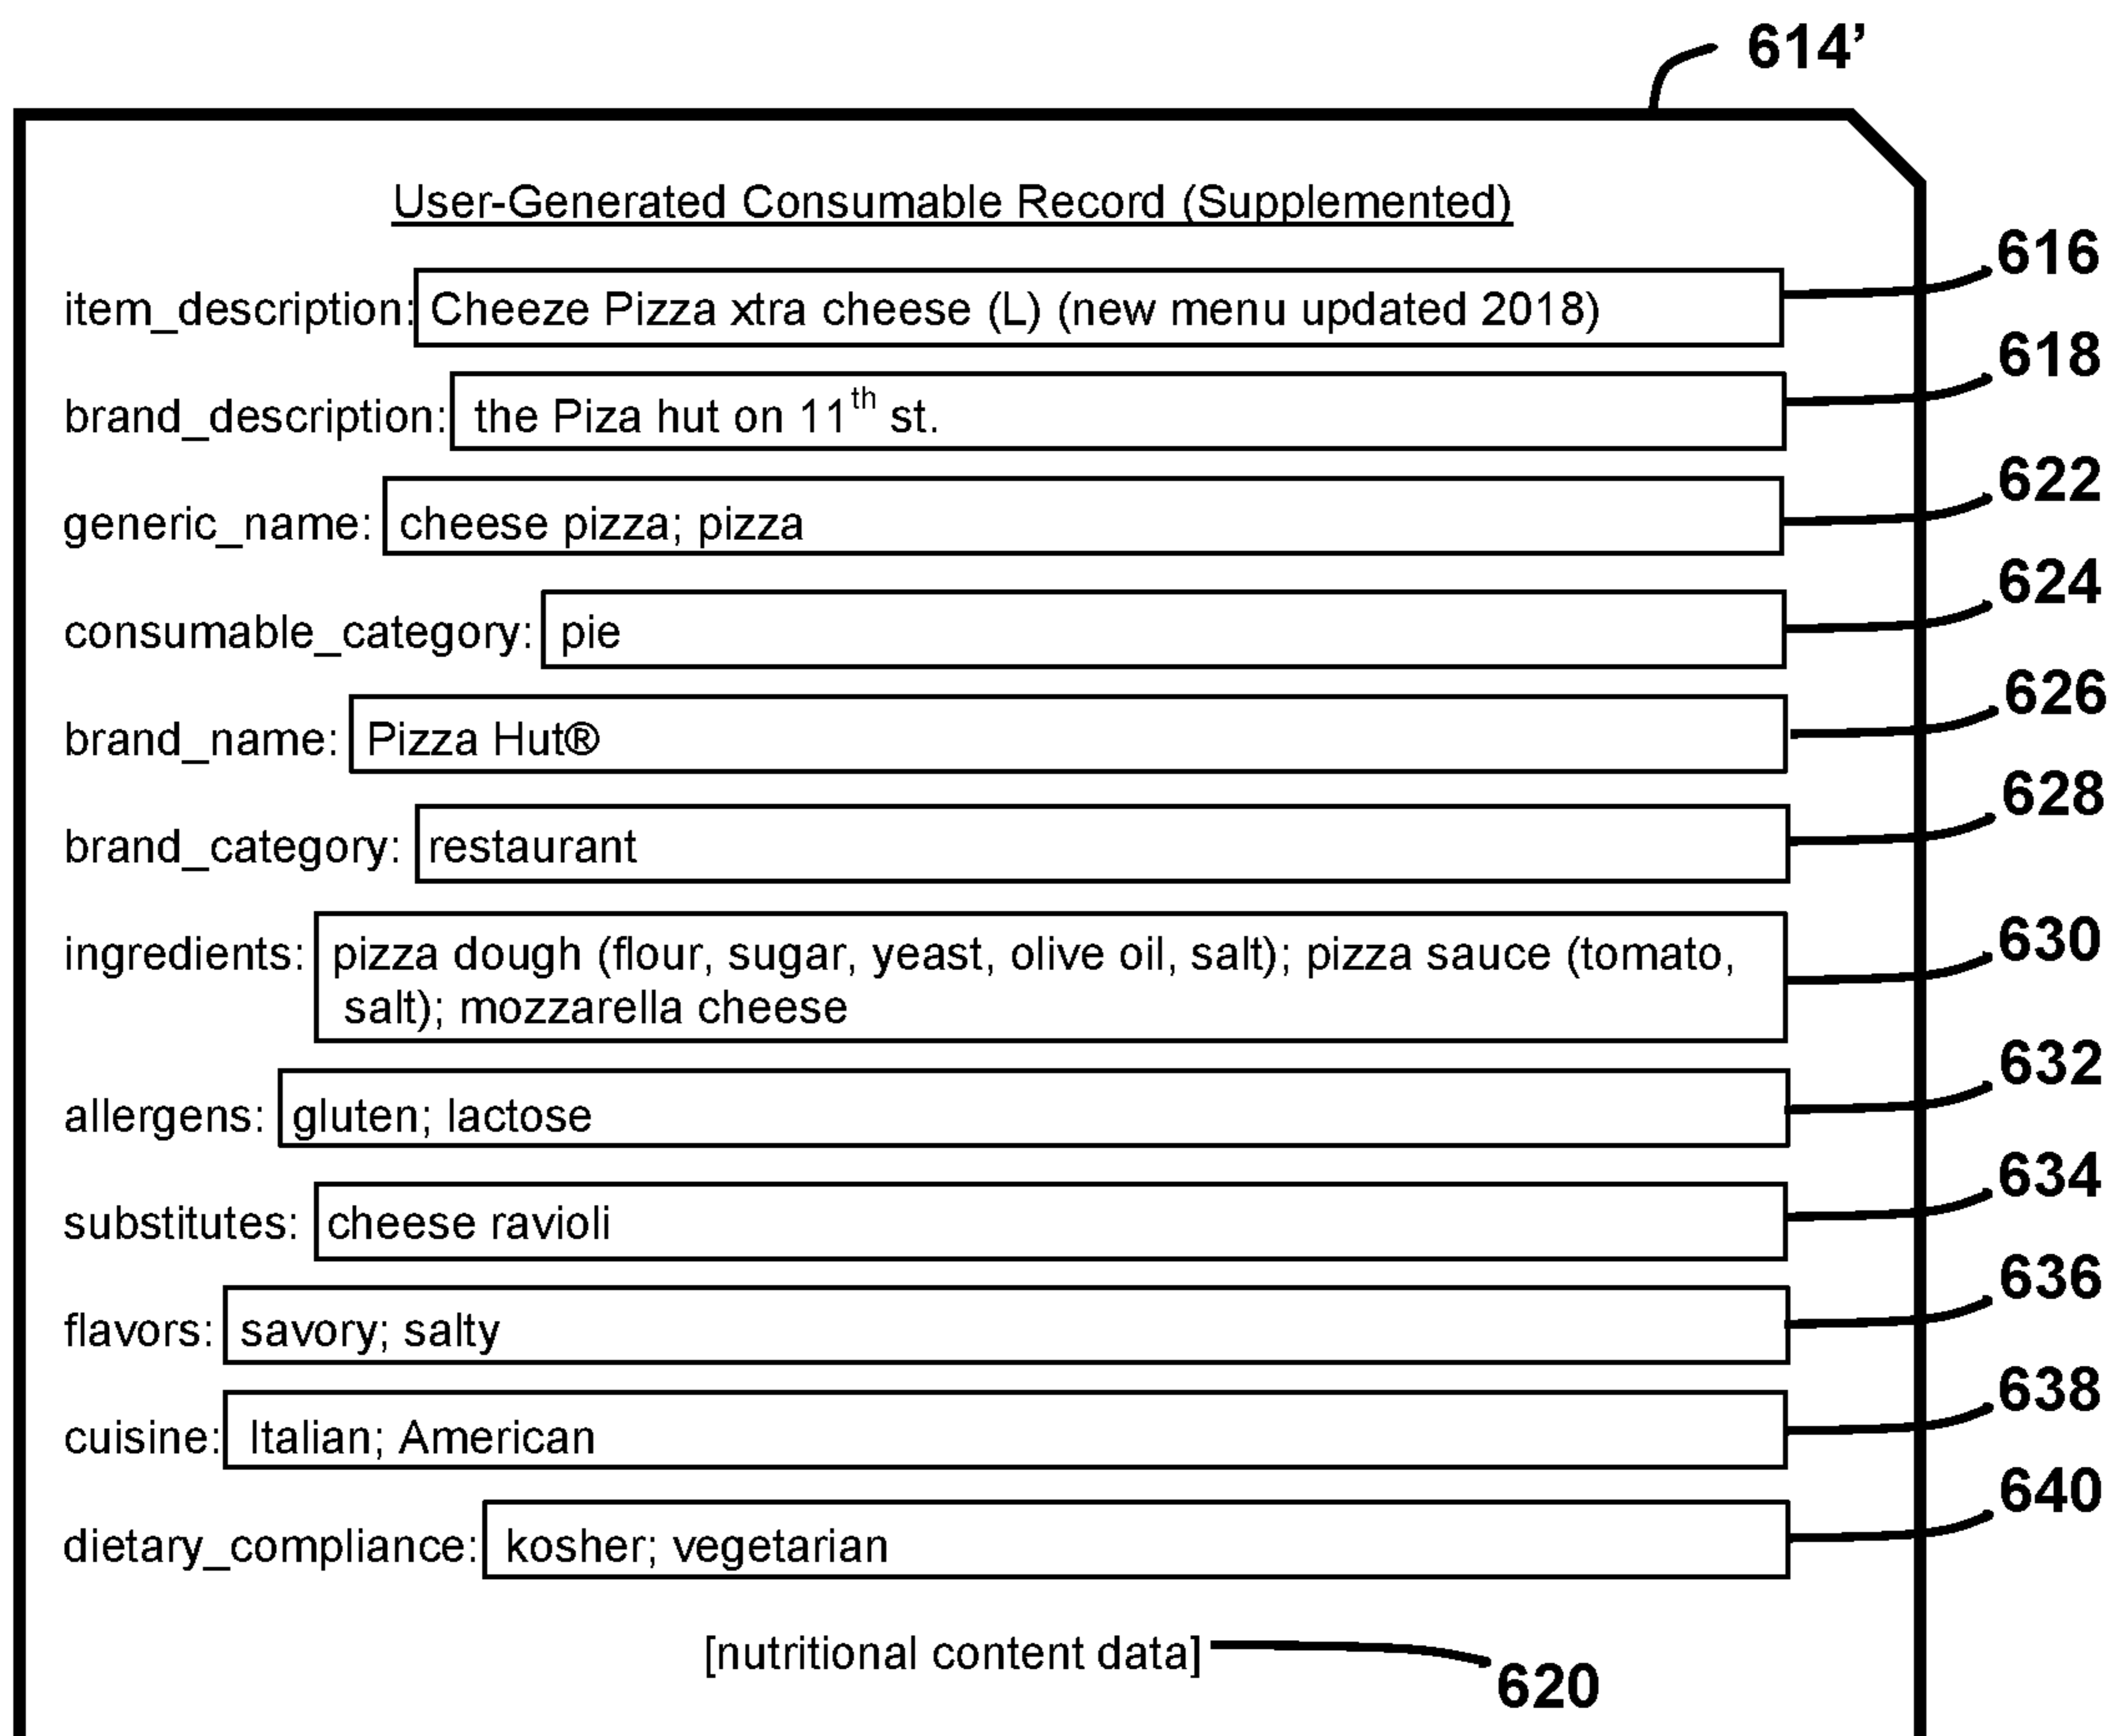 614’
User-Generated Consumable Record (Supplemented)
616
item_description: Cheeze Pizza xtra cheese (L) (new menu updated 2018)
618
brand_description: the Piza hut on 11th st.
622
generic_name: cheese pizza; pizza
624
consumable_category: pie
626
brand_name: Pizza Hut®
628
brand_category: restaurant
630
ingredients: pizza dough (flour, sugar, yeast, olive oil, salt); pizza sauce (tomato,
salt); mozzarella cheese
632
allergens: gluten; lactose
634
substitutes: cheese ravioli
636
flavors: savory; salty
638
cuisine: Italian; American
640
dietary_compliance: kosher; vegetarian
[nutritional content data]
620